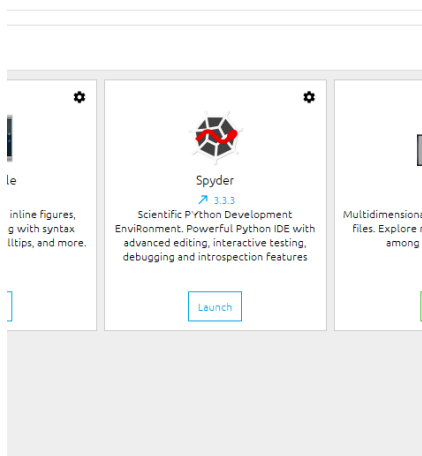 le
inline figures,
g with syntax
lltips, and more.
Spyder
3.3.3
Scientific PYthon Development
EnviRonment. Powerful Python IDE with
advanced editing, interactive testing,
debugging and introspection features
Launch
Multidimensiona
files. Explore
among